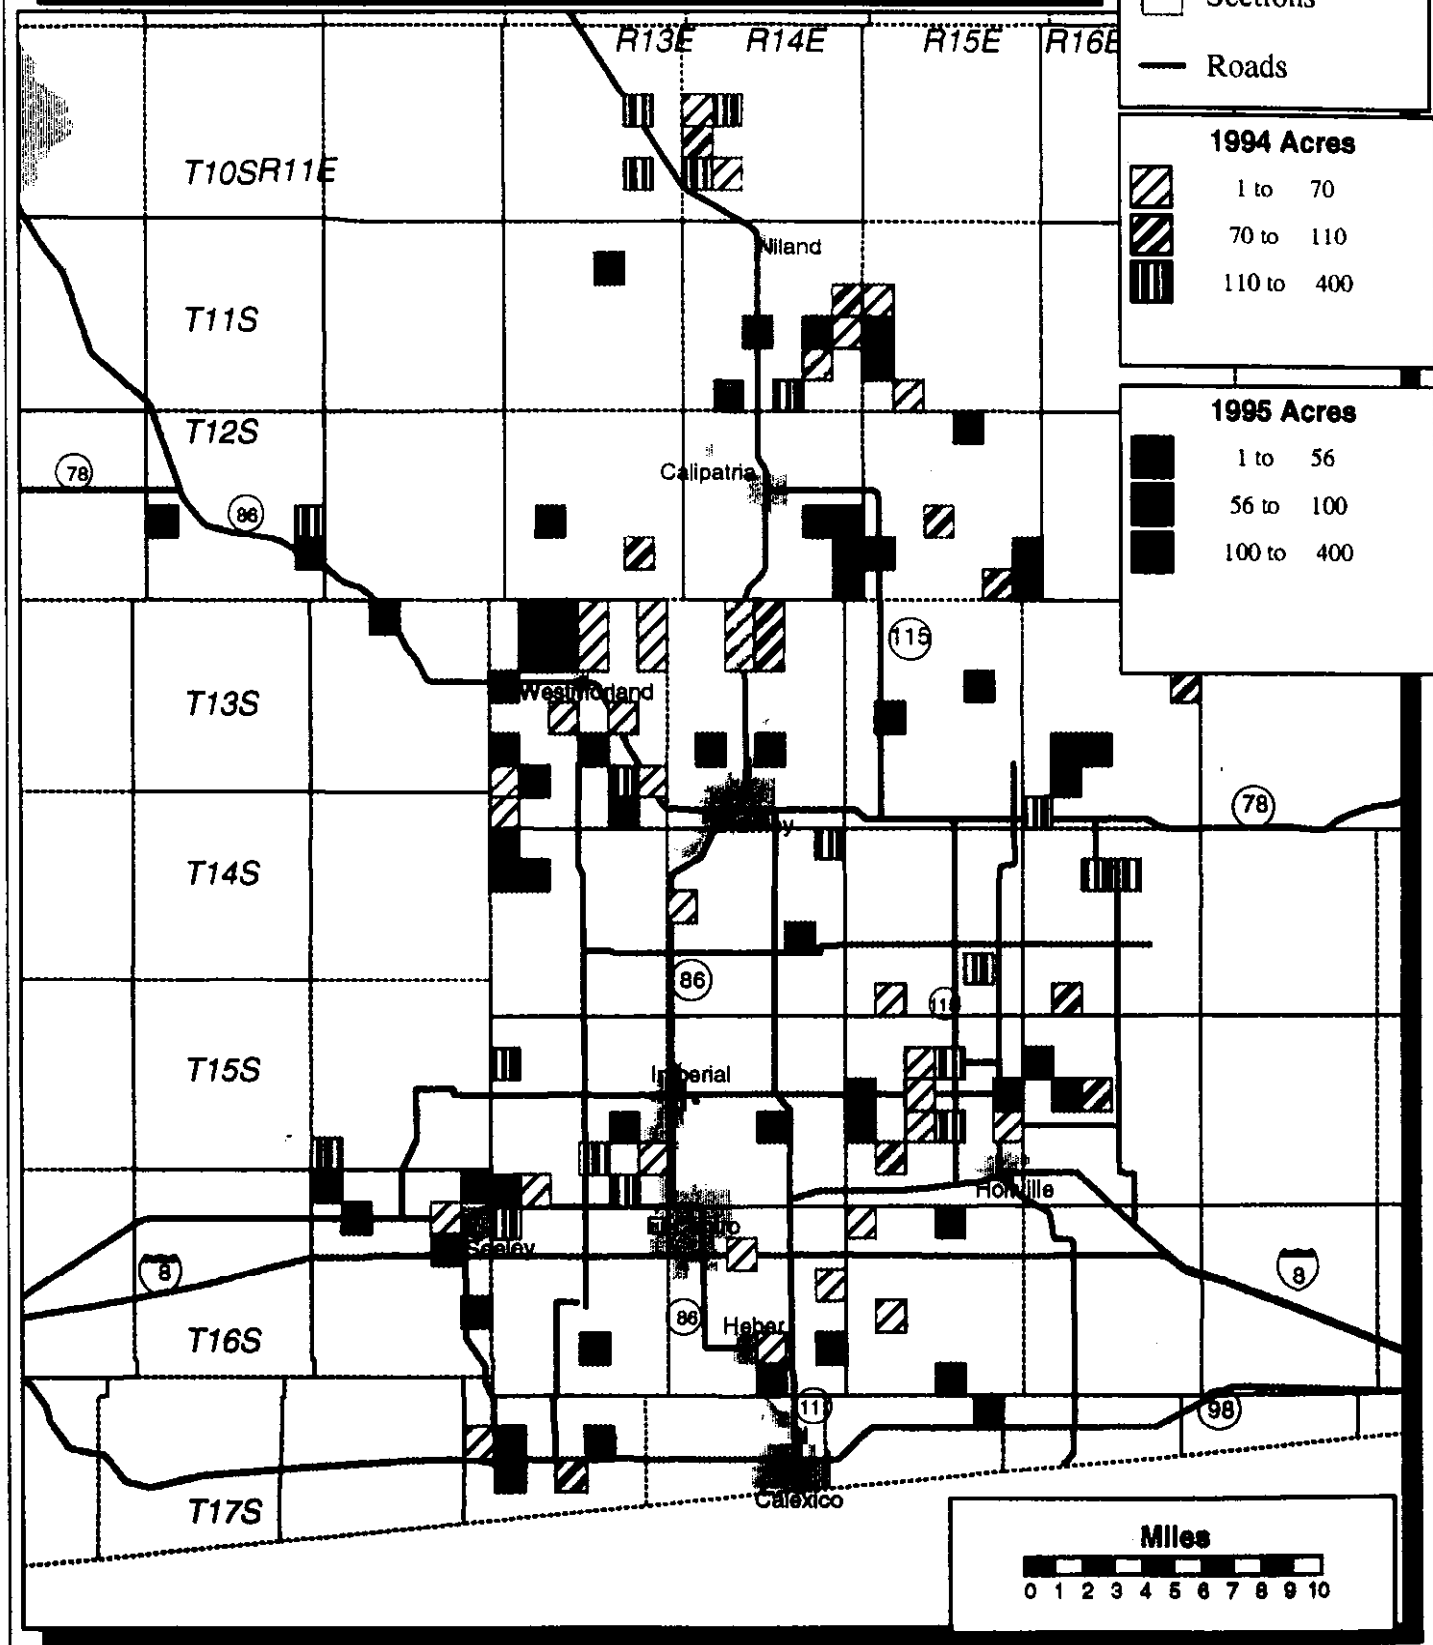 Sections
Roads
R13E R14E R15E R16E
1994 Acres
1 to 70
70 to 110
110 to 400
T10S R11E
Niland
T11S
1995 Acres
1 to 56
56 to 100
100 to 400
T12S
78
Calipatria
86
115
Westmorland
T13S
78
T14S
86
T15S
Imperial
Seeley
8
8
86
Heber
T16S
98
T17S
Calexico
Miles
0 1 2 3 4 5 6 7 8 9 10